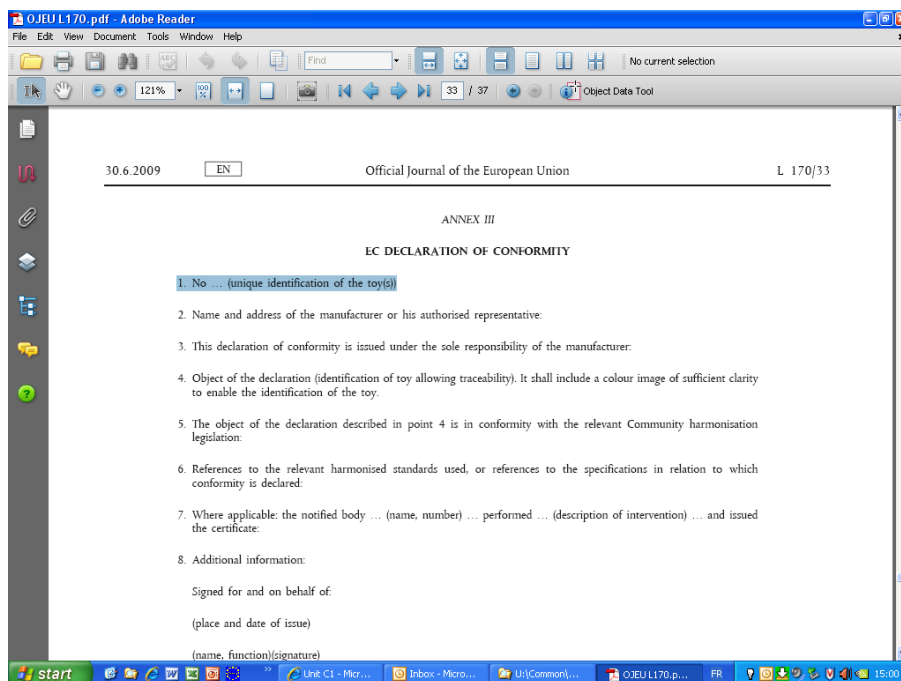 OJEU L170.pdf - Adobe Reader
File Edit View Document Tools Window Help
Find
No current selection
121%
33 / 37
Object Data Tool
30.6.2009 EN Official Journal of the European Union L 170/33
ANNEX III
EC DECLARATION OF CONFORMITY
1. No … (unique identification of the toy(s))
2. Name and address of the manufacturer or his authorised representative:
3. This declaration of conformity is issued under the sole responsibility of the manufacturer:
4. Object of the declaration (identification of toy allowing traceability). It shall include a colour image of sufficient clarity
to enable the identification of the toy.
5. The object of the declaration described in point 4 is in conformity with the relevant Community harmonisation
legislation:
6. References to the relevant harmonised standards used, or references to the specifications in relation to which
conformity is declared:
7. Where applicable: the notified body … (name, number) … performed … (description of intervention) … and issued
the certificate:
8. Additional information:
Signed for and on behalf of:
(place and date of issue)
(name, function)(signature)
start Unit C1 - Micr... Inbox - Micro... U:\Common\... OJEU L170.p... FR 15:00